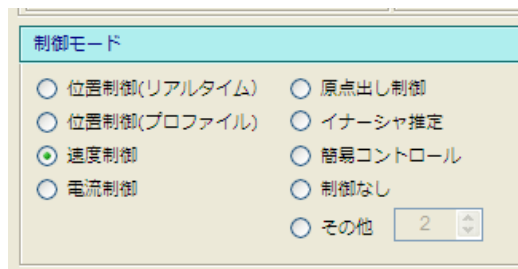 制御モード
位置制御(リアルタイム)
位置制御(プロファイル)
速度制御
電流制御
原点出し制御
イナーシャ推定
簡易コントロール
制御なし
その他 2